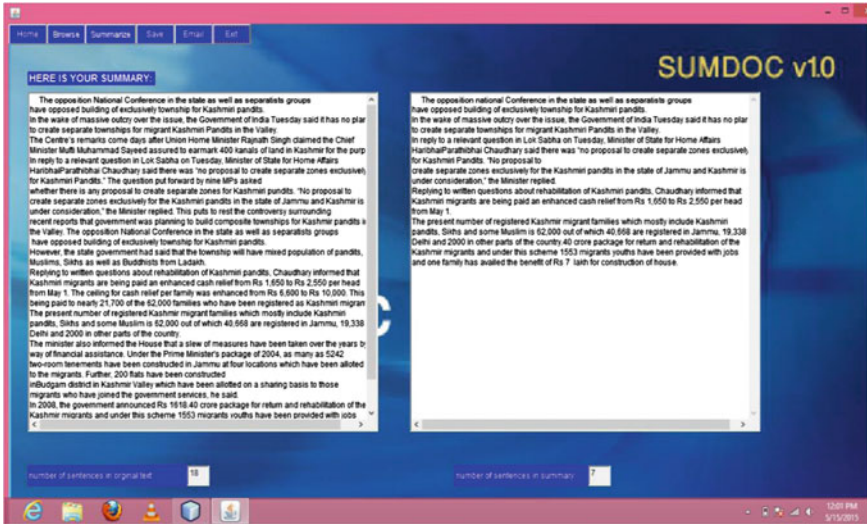 Home Browse Summarize Save Email Exit
SUMDOC v1.0
HERE IS YOUR SUMMARY:
The opposition National Conference in the state as well as separatists groups
have opposed building of exclusively township for Kashmiri pandits.
In the wake of massive outcry over the issue, the Government of India Tuesday said it has no plan
to create separate townships for migrant Kashmiri Pandits in the Valley.
The Centre's remarks come days after Union Home Minister Rajnath Singh claimed the Chief
Minister Mufti Muhammad Sayeed assured to earmark 400 kanals of land in Kashmir for the purp
In reply to a relevant question in Lok Sabha on Tuesday, Minister of State for Home Affairs
HaribhaiParathibhai Chaudhary said there was "no proposal to create separate zones exclusively
for Kashmiri Pandits." The question put forward by nine MPs asked
whether there is any proposal to create separate zones for Kashmiri pundits. "No proposal to
create separate zones exclusively for the Kashmiri pandits in the state of Jammu and Kashmir is
under consideration," the Minister replied. This puts to rest the controversy surrounding
recent reports that government was planning to build composite townships for Kashmir pandits in
the Valley. The opposition National Conference in the state as well as separatists groups
have opposed building of exclusively township for Kashmiri pandits.
However, the state government had said that the township will have mixed population of pandits,
Muslims, Sikhs as well as Buddhists from Ladakh.
Replying to written questions about rehabilitation of Kashmiri pandits, Chaudhary informed that
Kashmiri migrants are being paid an enhanced cash relief from Rs 1,650 to Rs 2,550 per head
from May 1. The ceiling for cash relief per family was enhanced from Rs 6,600 to Rs 10,000. This
being paid to nearly 21,700 of the 62,000 families who have been registered as Kashmiri migran
The present number of registered Kashmir migrant families which mostly include Kashmiri
pandits, Sikhs and some Muslim is 62,000 out of which 40,668 are registered in Jammu, 19,338
Delhi and 2000 in other parts of the country.
The minister also informed the House that a slew of measures have been taken over the years by
way of financial assistance. Under the Prime Minister's package of 2004, as many as 5242
two-room tenements have been constructed in Jammu at four locations which have been alloted
to the migrants. Further, 200 flats have been constructed
inBudgam district in Kashmir Valley which have been allotted on a sharing basis to those
migrants who have joined the government services, he said.
In 2008, the government announced Rs 1618.40 crore package for return and rehabilitation of the
Kashmir migrants and under this scheme 1553 migrants youths have been provided with jobs
The opposition national Conference in the state as well as separatists groups
have opposed building of exclusively township for Kashmiri pandits.
In the wake of massive outcry over the issue, the Government of India Tuesday said it has no plan
to create separate townships for migrant Kashmiri Pandits in the Valley.
In reply to a relevant question in Lok Sabha on Tuesday, Minister of State for Home Affairs
HaribhaiParathibhai Chaudhary said there was "no proposal to create separate zones exclusively
for Kashmiri Pandits. "No proposal to
create separate zones exclusively for the Kashmiri pandits in the state of Jammu and Kashmir is
under consideration," the Minister replied.
Replying to written questions about rehabilitation of Kashmiri pandits, Chaudhary informed that
Kashmiri migrants are being paid an enhanced cash relief from Rs 1,650 to Rs 2,550 per head
from May 1.
The present number of registered Kashmir migrant families which mostly include Kashmiri
pandits, Sikhs and some Muslim is 62,000 out of which 40,668 are registered in Jammu, 19,338
Delhi and 2000 in other parts of the country.40 crore package for return and rehabilitation of the
Kashmir migrants and under this scheme 1553 migrants youths have been provided with jobs
and one family has availed the benefit of Rs 7 lakh for construction of house.
C
number of sentences in orginal text 18
number of sentences in summary 7
12:01 PM
5/15/2015